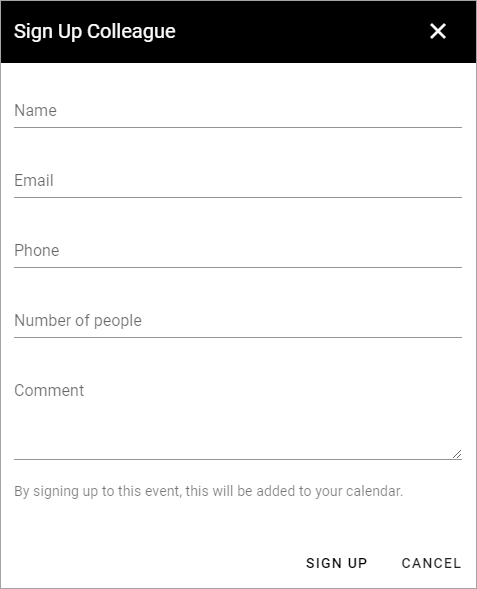 Sign Up Colleague
Name
Email
Phone
Number of people
Comment
By signing up to this event, this will be added to your calendar.
SIGN UP CANCEL